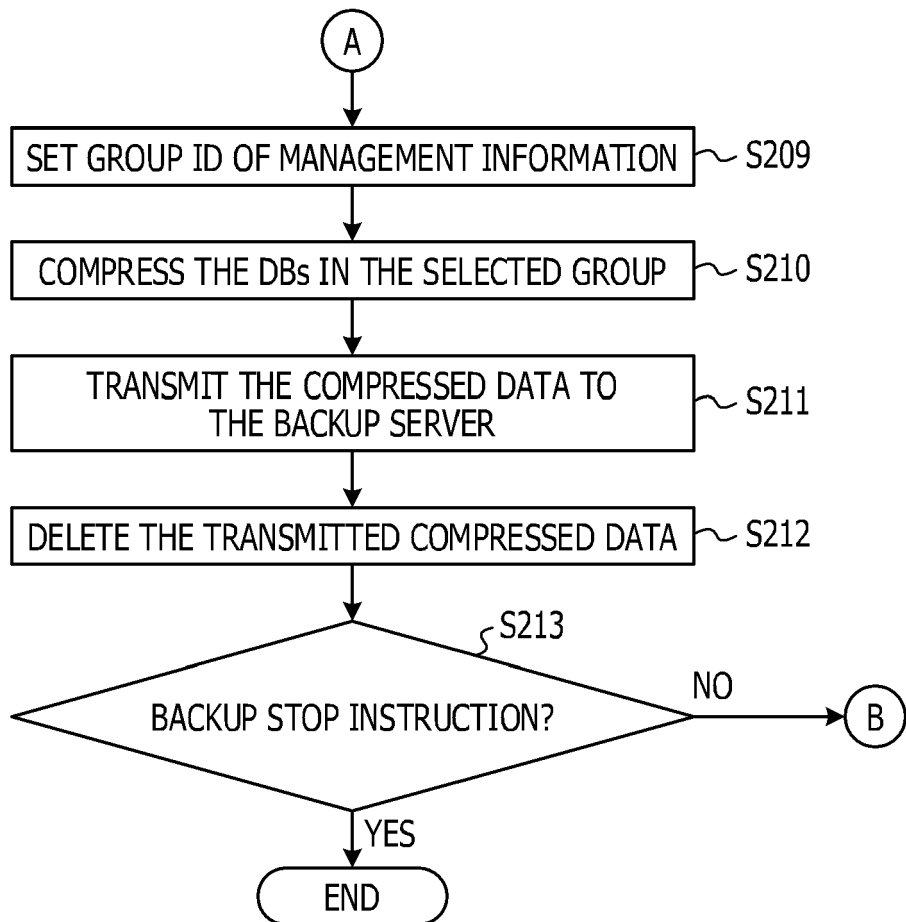 A
SET GROUP ID OF MANAGEMENT INFORMATION
S209
COMPRESS THE DBs IN THE SELECTED GROUP
S210
TRANSMIT THE COMPRESSED DATA TO
THE BACKUP SERVER
S211
DELETE THE TRANSMITTED COMPRESSED DATA
S212
S213
BACKUP STOP INSTRUCTION?
NO
B
YES
END